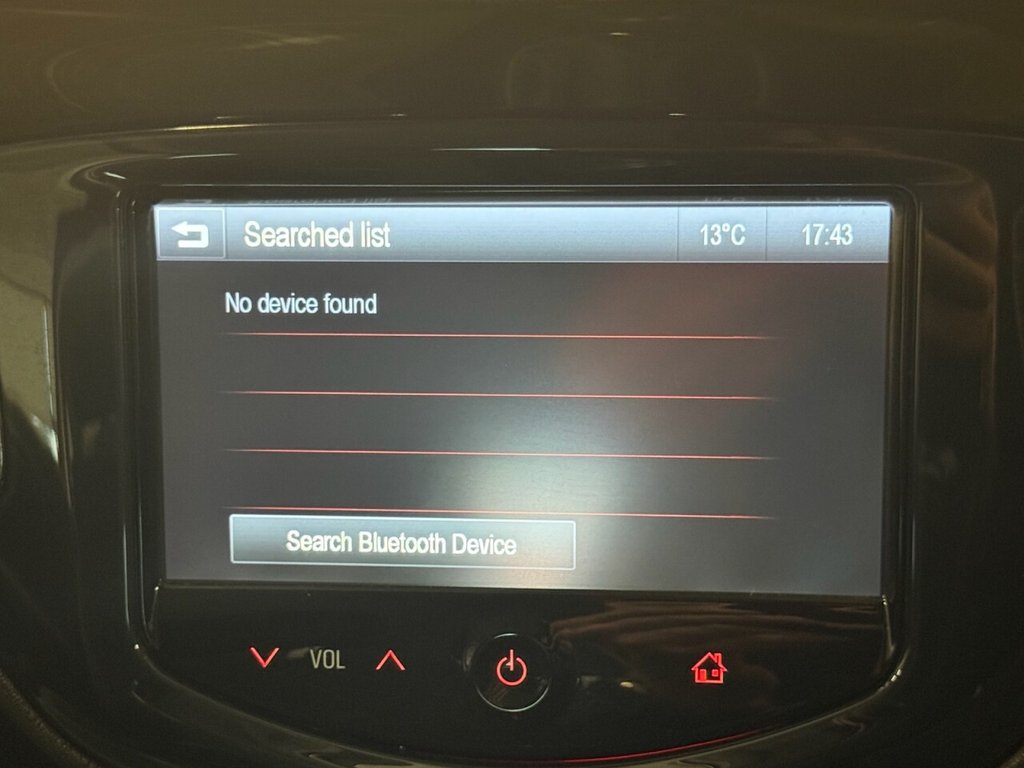 Searched list
13°C
17:43
No device found
Search Bluetooth Device
VOL